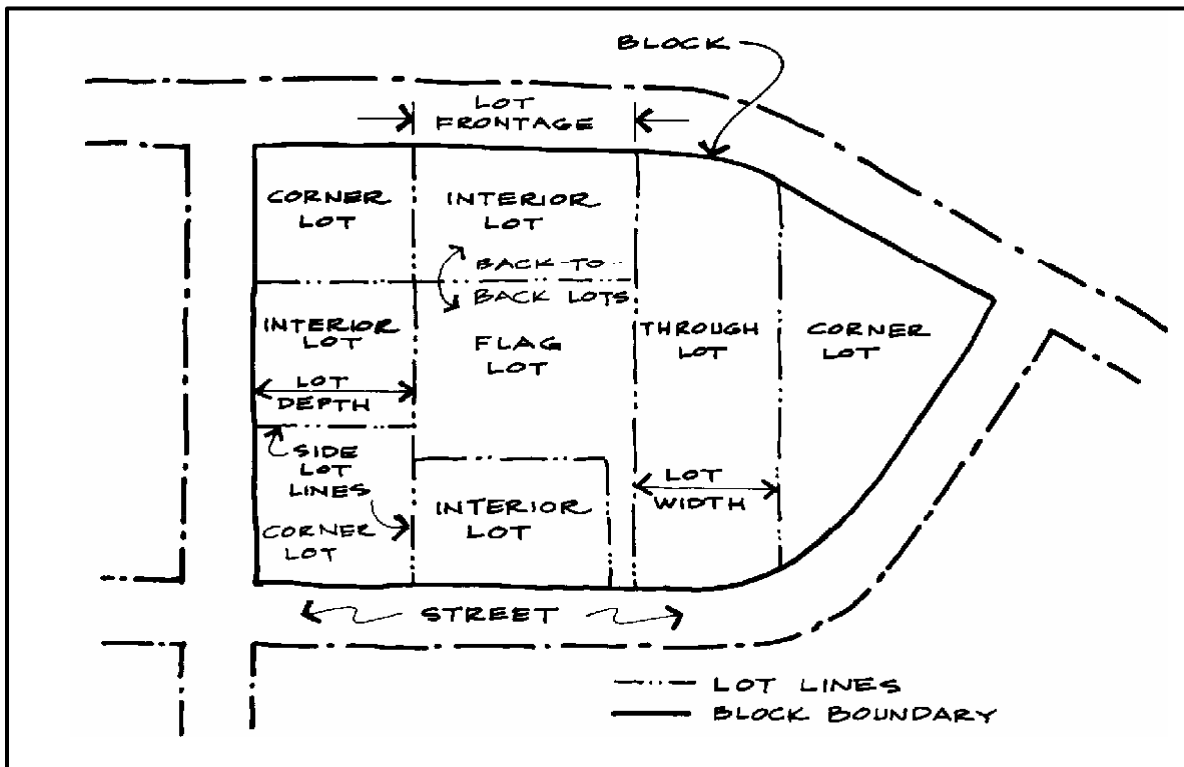 BLOCK
LOT
FRONTAGE
CORNER
LOT
INTERIOR
LOT
BACK-TO-
BACK LOTS
INTERIOR
LOT
FLAG
LOT
THROUGH
LOT
CORNER
LOT
LOT
DEPTH
SIDE
LOT
LINES
CORNER
LOT
INTERIOR
LOT
LOT
WIDTH
STREET
LOT LINES
BLOCK BOUNDARY